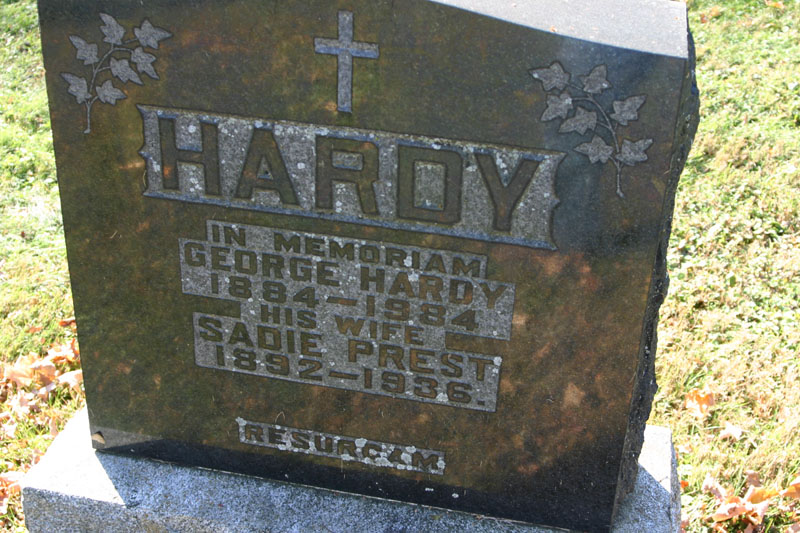 HARDY
IN MEMORIAM
GEORGE HARDY
1884-1984
HIS WIFE
SADIE PREST
1892-1936.
RESURGAM